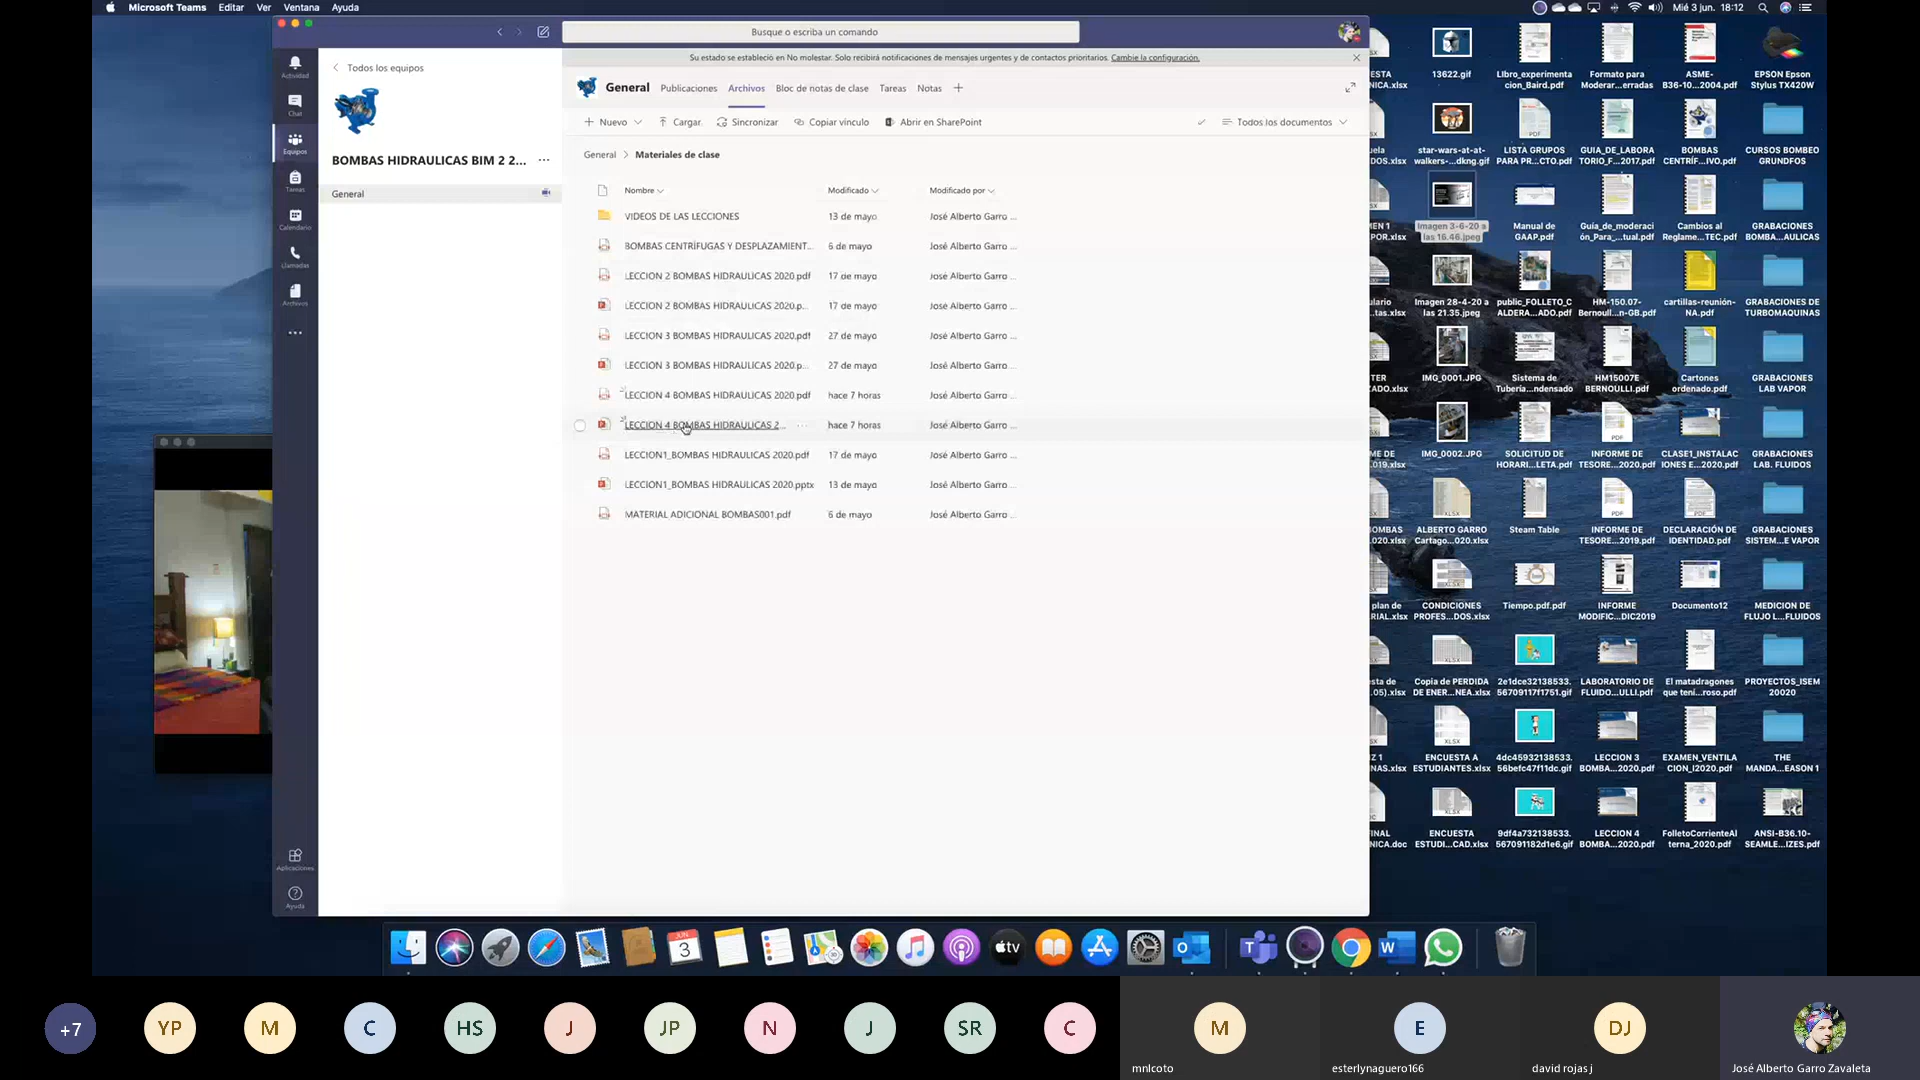 Microsoft Teams Editar Ver Ventana Ayuda
Mié 3 jun. 18:12
Busque o escriba un comando
Su estado se estableció en No molestar. Solo recibirá notificaciones de mensajes urgentes y de contactos prioritarios. Cambie la configuración.
Actividad
Chat
Equipos
Tareas
Calendario
Llamadas
Archivos
Aplicaciones
Ayuda
Todos los equipos
BOMBAS HIDRAULICAS BIM 2 2...
General
General Publicaciones Archivos Bloc de notas de clase Tareas Notas
Nuevo Cargar Sincronizar Copiar vínculo Abrir en SharePoint Todos los documentos
General > Materiales de clase
Nombre Modificado Modificado por
VIDEOS DE LAS LECCIONES 13 de mayo José Alberto Garro ...
BOMBAS CENTRÍFUGAS Y DESPLAZAMIENT... 6 de mayo José Alberto Garro ...
LECCION 2 BOMBAS HIDRAULICAS 2020.pdf 17 de mayo José Alberto Garro ...
LECCION 2 BOMBAS HIDRAULICAS 2020.p... 17 de mayo José Alberto Garro ...
LECCION 3 BOMBAS HIDRAULICAS 2020.pdf 27 de mayo José Alberto Garro ...
LECCION 3 BOMBAS HIDRAULICAS 2020.p... 27 de mayo José Alberto Garro ...
LECCION 4 BOMBAS HIDRAULICAS 2020.pdf hace 7 horas José Alberto Garro ...
LECCION 4 BOMBAS HIDRAULICAS 2... hace 7 horas José Alberto Garro ...
LECCION1_BOMBAS HIDRAULICAS 2020.pdf 17 de mayo José Alberto Garro ...
LECCION1_BOMBAS HIDRAULICAS 2020.pptx 13 de mayo José Alberto Garro ...
MATERIAL ADICIONAL BOMBAS001.pdf 6 de mayo José Alberto Garro ...
13622.gif
LIbro_experimenta
cion_Baird.pdf
Formato para
Moderar...erradas
ASME-
B36-10...2004.pdf
EPSON Epson
Stylus TX420W
star-wars-at-at-
walkers-...dkng.gif
LISTA GRUPOS
PARA PR...CTO.pdf
GUIA_DE_LABORA
TORIO_F...2017.pdf
BOMBAS
CENTRÍF...IVO.pdf
CURSOS BOMBEO
GRUNDFOS
Imagen 3-6-20 a
las 16.46.jpeg
Manual de
GAAP.pdf
Guia_de_moderaci
ón_Para_...tual.pdf
Cambios al
Reglame...TEC.pdf
GRABACIONES
BOMBA...AULICAS
Imagen 28-4-20 a
las 21.35.jpeg
public_FOLLETO_C
ALDERA...ADO.pdf
HM-150.07-
Bernoull...n-GB.pdf
cartillas-reunión-
NA.pdf
GRABACIONES DE
TURBOMAQUINAS
IMG_0001.JPG
Sistema de
Tubería...ndensado
HM15007E
BERNOULLI.pdf
Cartones
ordenado.pdf
GRABACIONES
LAB VAPOR
IMG_0002.JPG
SOLICITUD DE
HORARI...LETA.pdf
INFORME DE
TESORE...2020.pdf
CLASE1_INSTALAC
IONES E...2020.pdf
GRABACIONES
LAB. FLUIDOS
ALBERTO GARRO
Cartago...020.xlsx
Steam Table
INFORME DE
TESORE...2019.pdf
DECLARACIÓN DE
IDENTIDAD.pdf
GRABACIONES
SISTEM...E VAPOR
CONDICIONES
PROFES...DOS.xlsx
Tiempo.pdf.pdf
INFORME
MODIFIC...DIC2019
Documento12
MEDICION DE
FLUJO L...FLUIDOS
Copia de PERDIDA
DE ENER...NEA.xlsx
2e1dce32138533.
56709117f1751.gif
LABORATORIO DE
FLUIDO...ULLI.pdf
El matadragones
que tení...roso.pdf
PROYECTOS_ISEM
20020
ENCUESTA A
ESTUDIANTES.xlsx
4dc45932138533.
56befc47f11dc.gif
LECCION 3
BOMBA...2020.pdf
EXAMEN_VENTILA
CION_I2020.pdf
THE
MANDA...EASON 1
ENCUESTA
ESTUDI...CAD.xlsx
9df4a732138533.
567091182d1e6.gif
LECCION 4
BOMBA...2020.pdf
FolletoCorrienteAl
terna_2020.pdf
ANSI-B36.10-
SEAMLE...IZES.pdf
JUN
3
tv
+7 YP M C HS J JP N J SR C M E DJ
mnlcoto esterlynaguero166 david rojas j José Alberto Garro Zavaleta